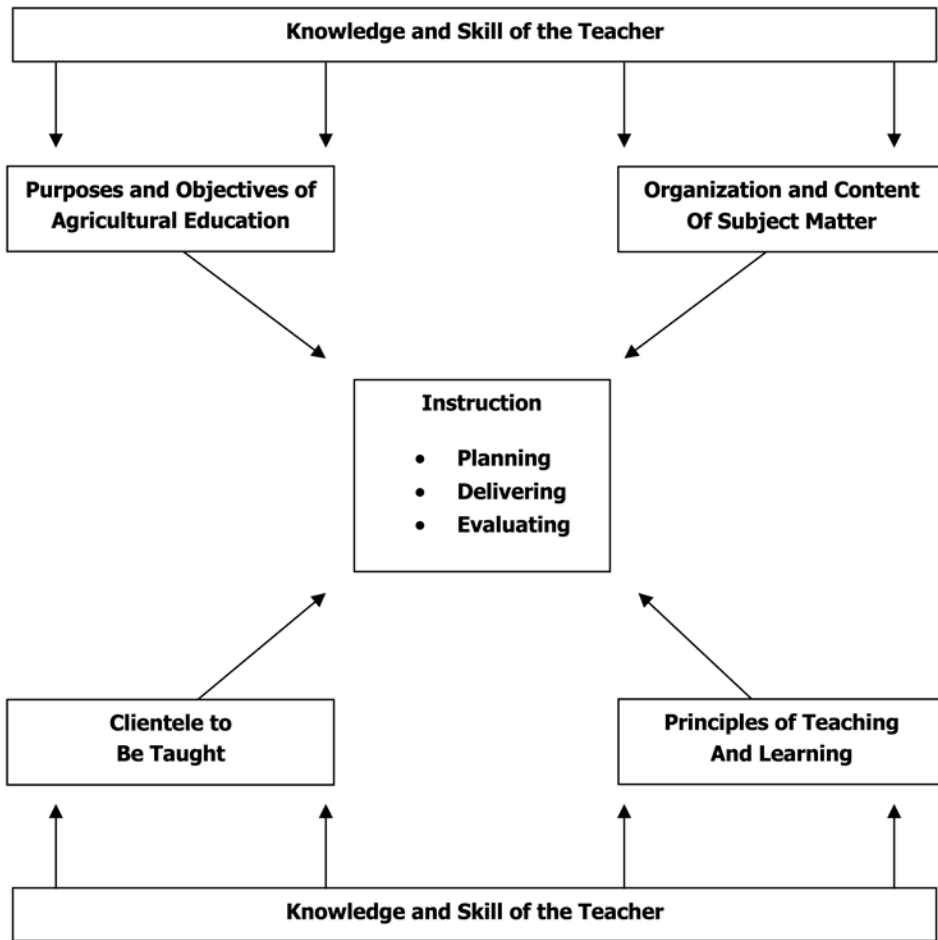 Knowledge and Skill of the Teacher
Purposes and Objectives of
Agricultural Education
Organization and Content
Of Subject Matter
Instruction
• Planning
• Delivering
• Evaluating
Clientele to
Be Taught
Principles of Teaching
And Learning
Knowledge and Skill of the Teacher